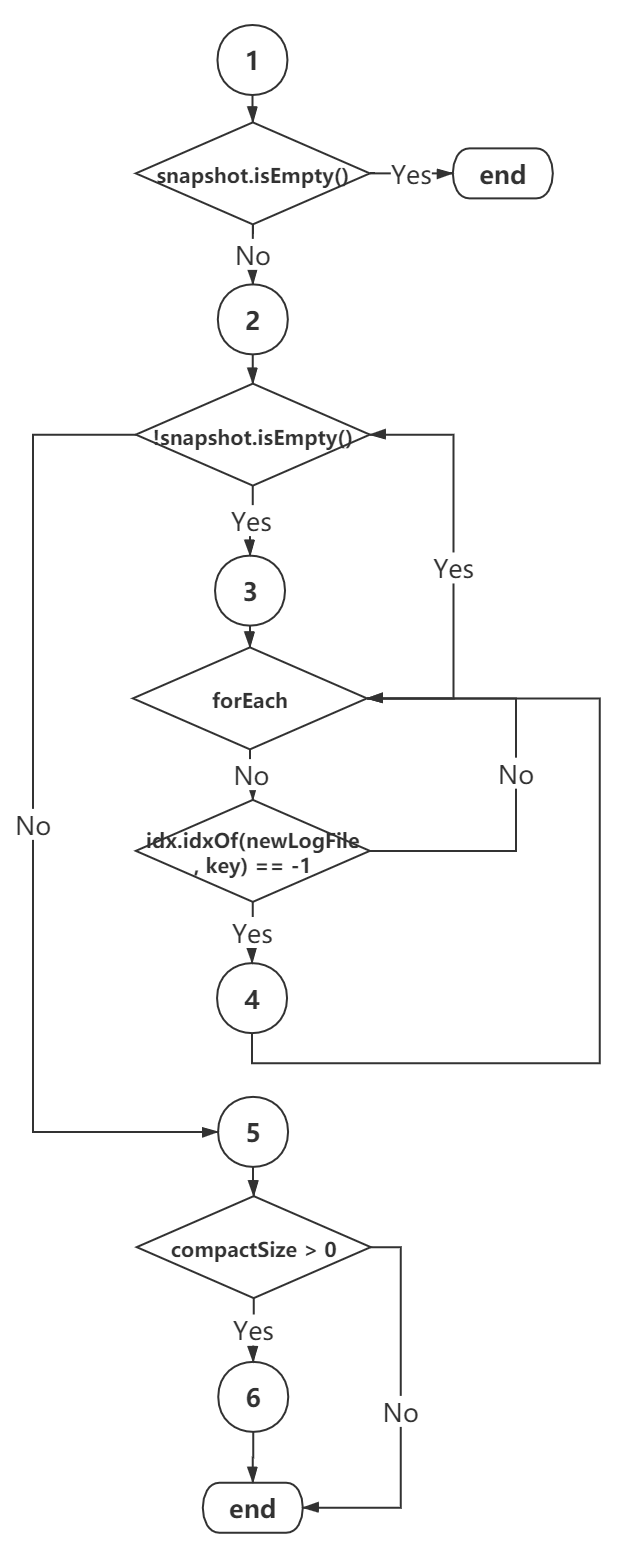 1
snapshot.isEmpty()
Yes
end
No
2
!snapshot.isEmpty()
Yes
Yes
3
forEach
No
No
idx.idxOf(newLogFile
, key) == -1
No
Yes
4
5
compactSize > 0
Yes
6
No
end